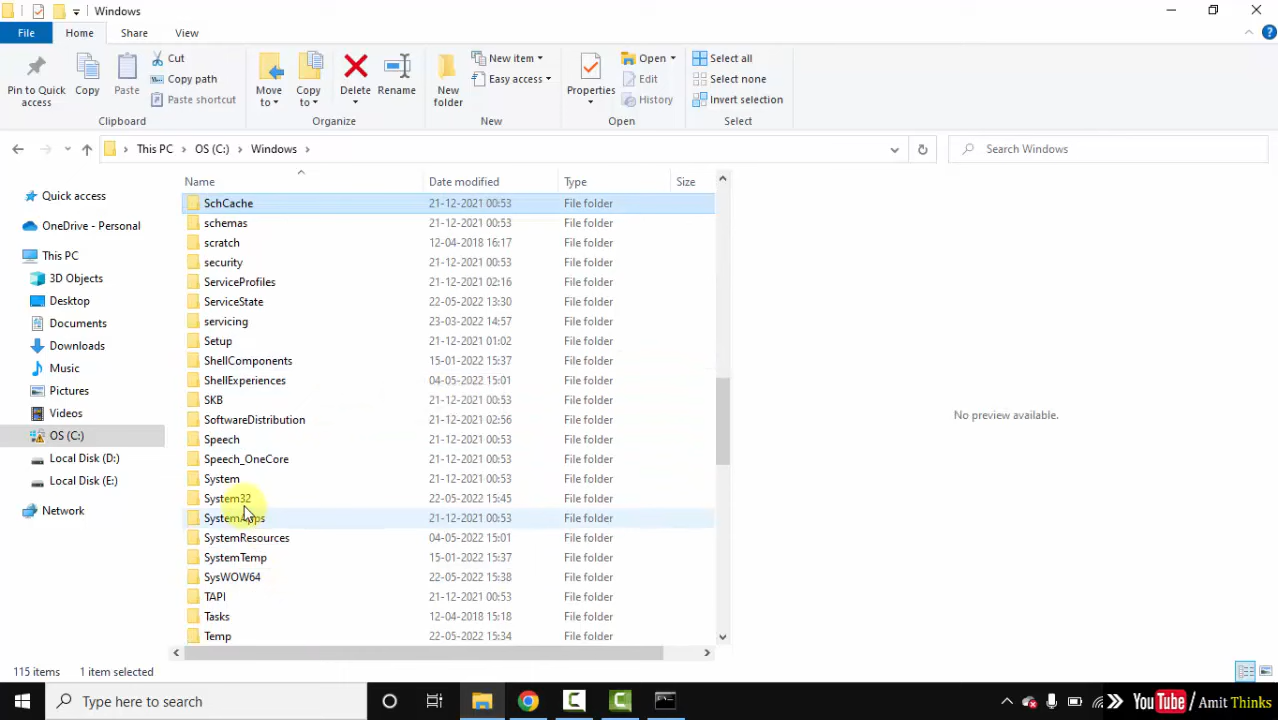 Windows
File Home Share View
Pin to Quick access
Copy
Paste
Cut
Copy path
Paste shortcut
Clipboard
Move to
Copy to
Delete
Rename
Organize
New folder
New item
Easy access
New
Properties
Open
Edit
History
Open
Select all
Select none
Invert selection
Select
This PC OS (C:) Windows
Search Windows
Quick access
OneDrive - Personal
This PC
3D Objects
Desktop
Documents
Downloads
Music
Pictures
Videos
OS (C:)
Local Disk (D:)
Local Disk (E:)
Network
Name Date modified Type Size
SchCache 21-12-2021 00:53 File folder
schemas 21-12-2021 00:53 File folder
scratch 12-04-2018 16:17 File folder
security 21-12-2021 00:53 File folder
ServiceProfiles 21-12-2021 02:16 File folder
ServiceState 22-05-2022 13:30 File folder
servicing 23-03-2022 14:57 File folder
Setup 21-12-2021 01:02 File folder
ShellComponents 15-01-2022 15:37 File folder
ShellExperiences 04-05-2022 15:01 File folder
SKB 21-12-2021 00:53 File folder
SoftwareDistribution 21-12-2021 02:56 File folder
Speech 21-12-2021 00:53 File folder
Speech_OneCore 21-12-2021 00:53 File folder
System 21-12-2021 00:53 File folder
System32 22-05-2022 15:45 File folder
SystemApps 21-12-2021 00:53 File folder
SystemResources 04-05-2022 15:01 File folder
SystemTemp 15-01-2022 15:37 File folder
SysWOW64 22-05-2022 15:38 File folder
TAPI 21-12-2021 00:53 File folder
Tasks 12-04-2018 15:18 File folder
Temp 22-05-2022 15:34 File folder
No preview available.
115 items 1 item selected
Type here to search
YouTube / Amit Thinks